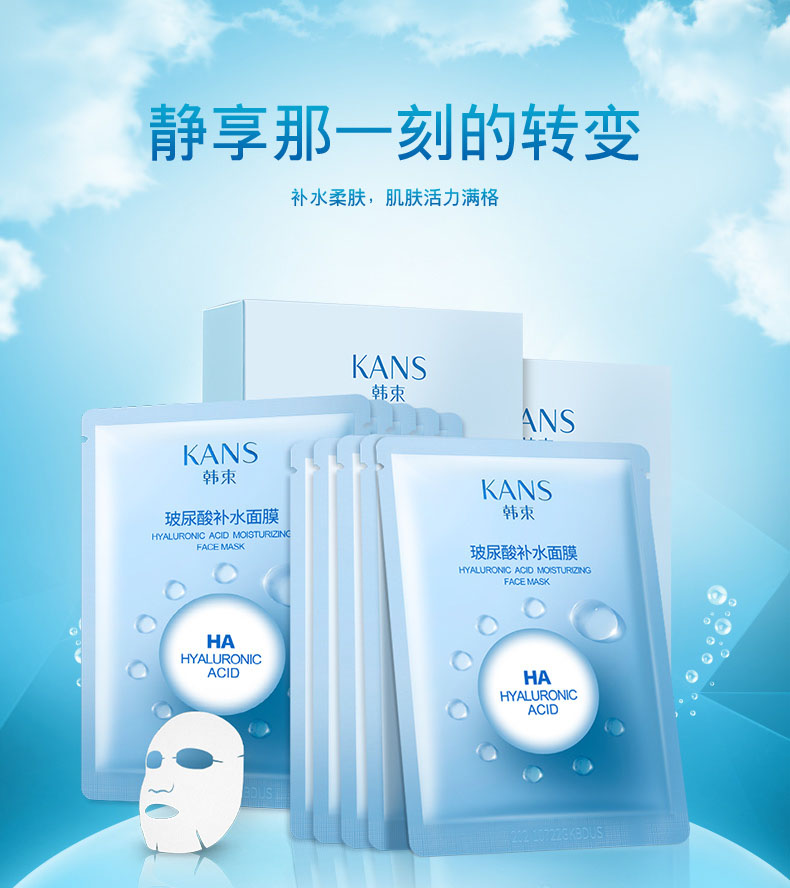 静享那一刻的转变
补水柔肤，肌肤活力满格
KANS
韩束
ANS
KANS
韩束
玻尿酸补水面膜
HYALURONIC ACID MOISTURIZING
FACE MASK
HA
HYALURONIC
ACID
KANS
韩束
玻尿酸补水面膜
HYALURONIC ACID MOISTURIZING
FACE MASK
HA
HYALURONIC
ACID